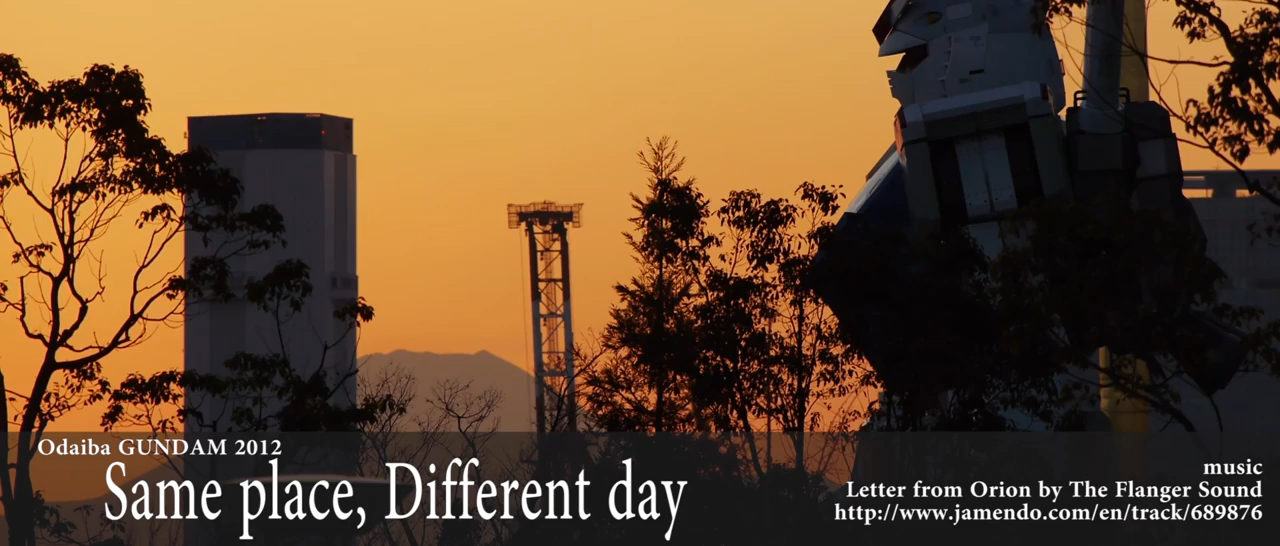 Odaiba GUNDAM 2012
Same place, Different day
music
Letter from Orion by The Flanger Sound
http://www.jamendo.com/en/track/689876